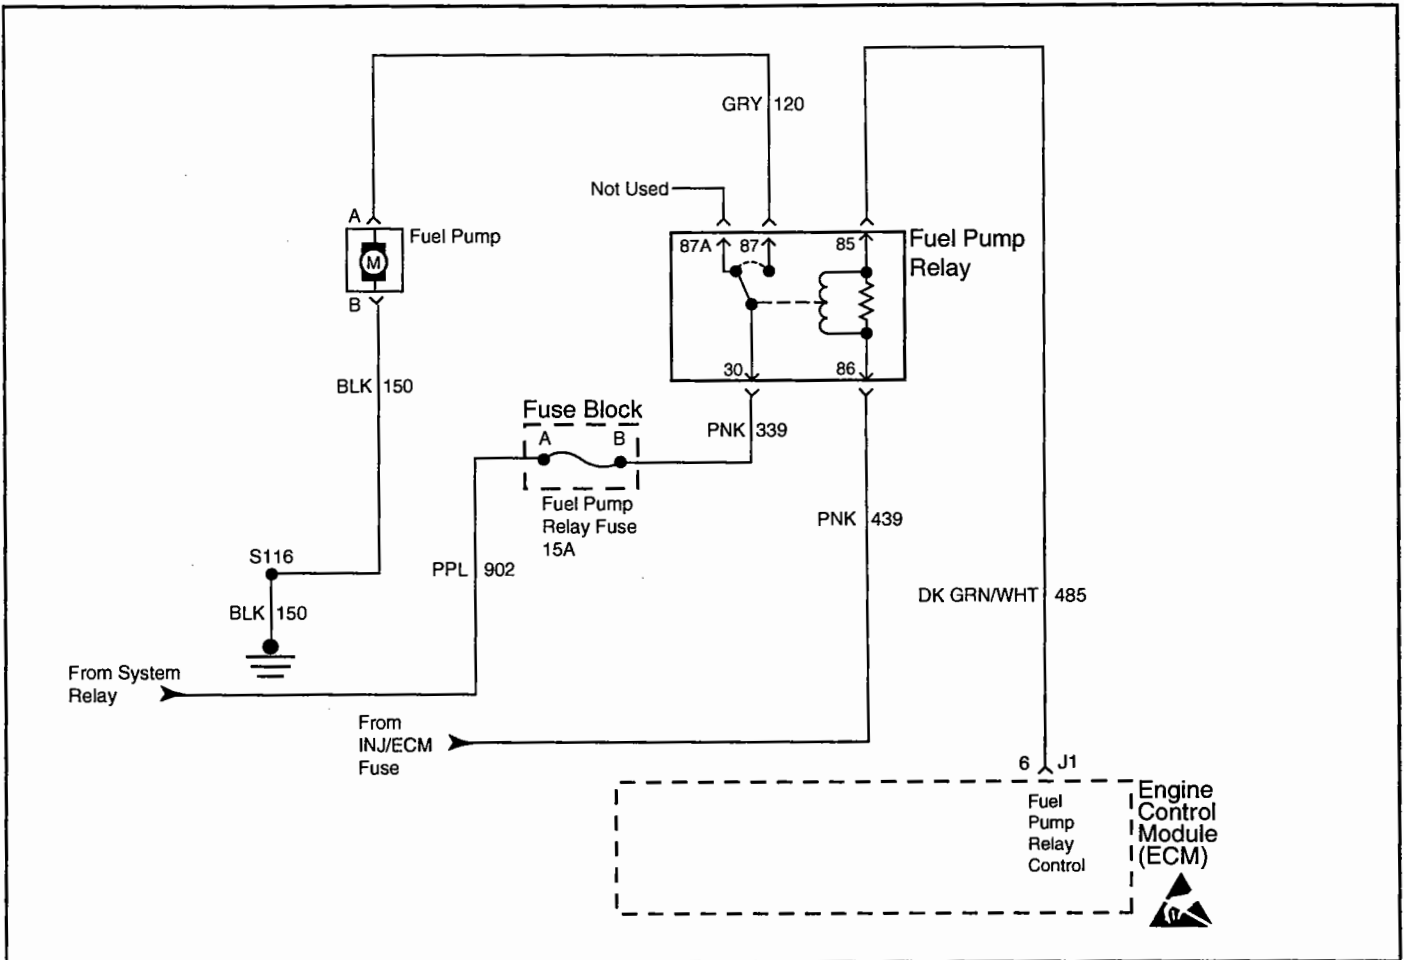 GRY 120
Not Used
A
Fuel Pump
M
B
87A 87 85
Fuel Pump
Relay
30 86
BLK 150
Fuse Block
A B
PNK 339
Fuel Pump
Relay Fuse
15A
PNK 439
S116
PPL 902
BLK 150
DK GRN/WHT 485
From System
Relay
From
INJ/ECM
Fuse
6 J1
Fuel
Pump
Relay
Control
Engine
Control
Module
(ECM)